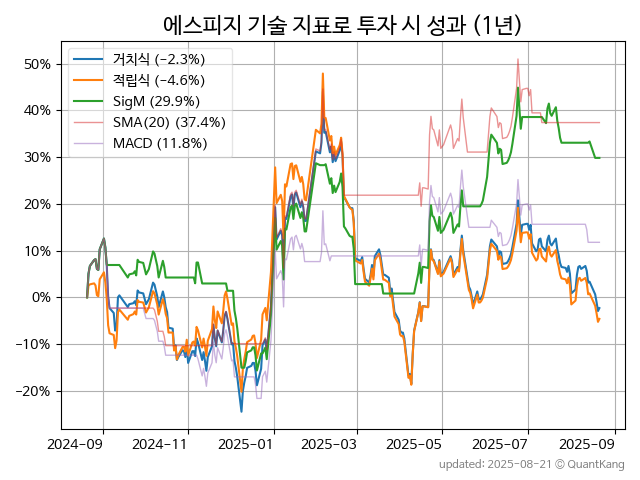 에스피지 기술 지표로 투자 시 성과 (1년)
거치식 (-2.3%)
적립식 (-4.6%)
SigM (29.9%)
SMA(20) (37.4%)
MACD (11.8%)
50%
40%
30%
20%
10%
0%
-10%
-20%
2024-09 2024-11 2025-01 2025-03 2025-05 2025-07 2025-09
updated: 2025-08-21 © QuantKang